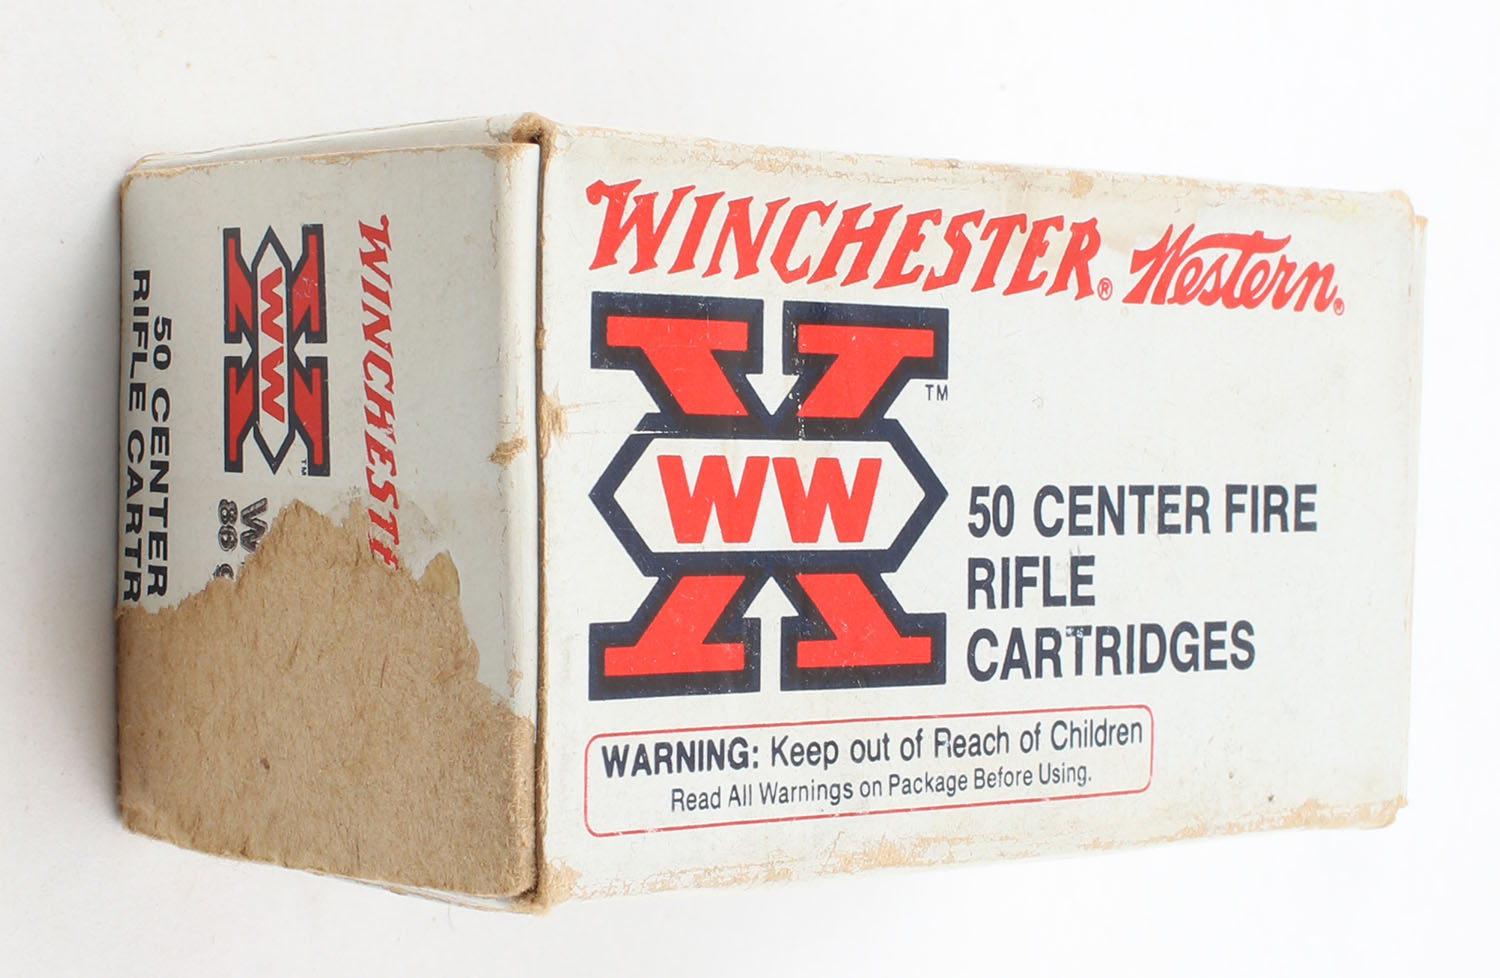 WINCHESTER® Western®
WW
TM
50 CENTER FIRE
RIFLE
CARTRIDGES
WARNING: Keep out of Reach of Children
Read All Warnings on Package Before Using.
WINCHESTE
WW
TM
W
86
50 CENTER
RIFLE CARTR